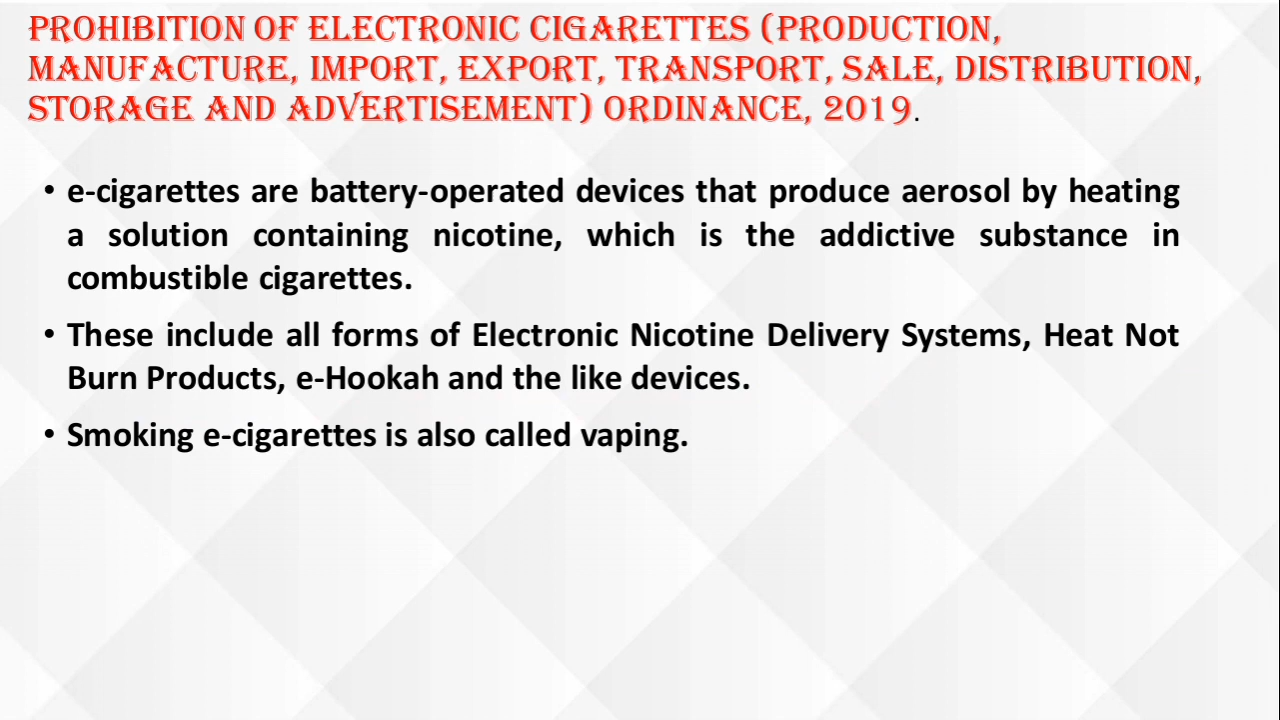 PROHIBITION OF ELECTRONIC CIGARETTES (PRODUCTION,
MANUFACTURE, IMPORT, EXPORT, TRANSPORT, SALE, DISTRIBUTION,
STORAGE AND ADVERTISEMENT) ORDINANCE, 2019.
• e-cigarettes are battery-operated devices that produce aerosol by heating
a solution containing nicotine, which is the addictive substance in
combustible cigarettes.
• These include all forms of Electronic Nicotine Delivery Systems, Heat Not
Burn Products, e-Hookah and the like devices.
• Smoking e-cigarettes is also called vaping.